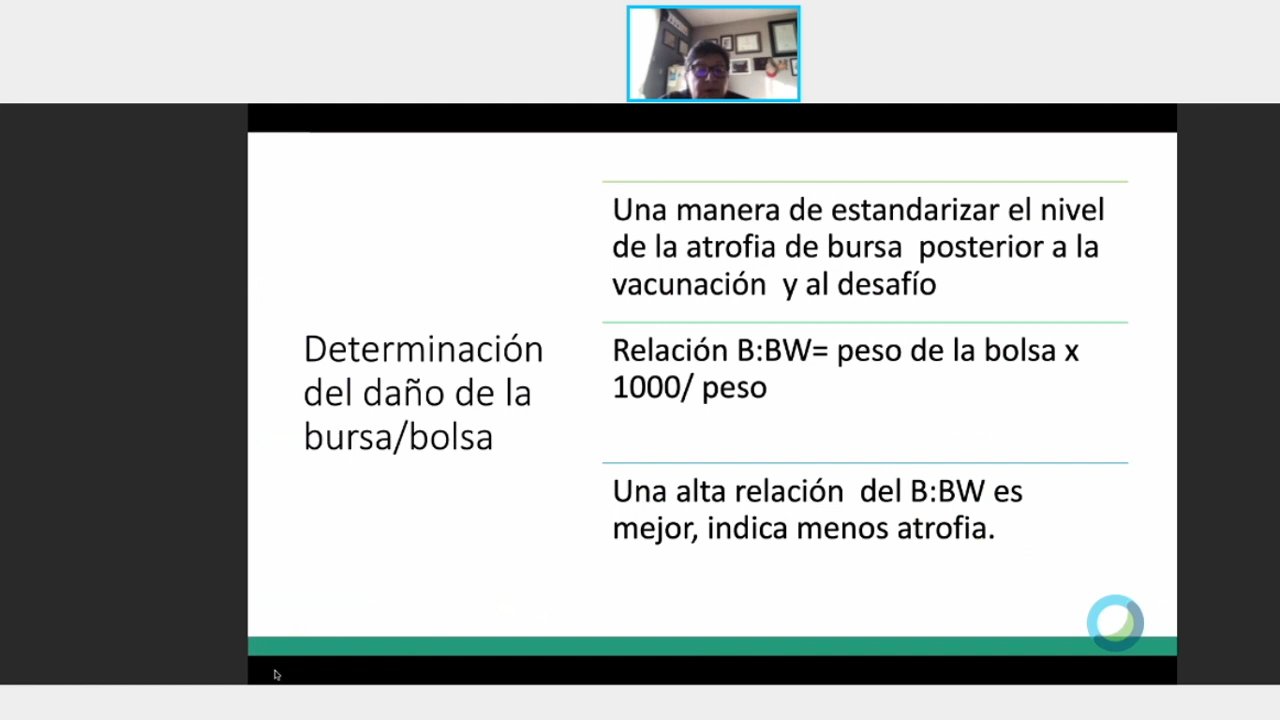 Determinación
del daño de la
bursa/bolsa
Una manera de estandarizar el nivel
de la atrofia de bursa posterior a la
vacunación y al desafío
Relación B:BW= peso de la bolsa x
1000/ peso
Una alta relación del B:BW es
mejor, indica menos atrofia.